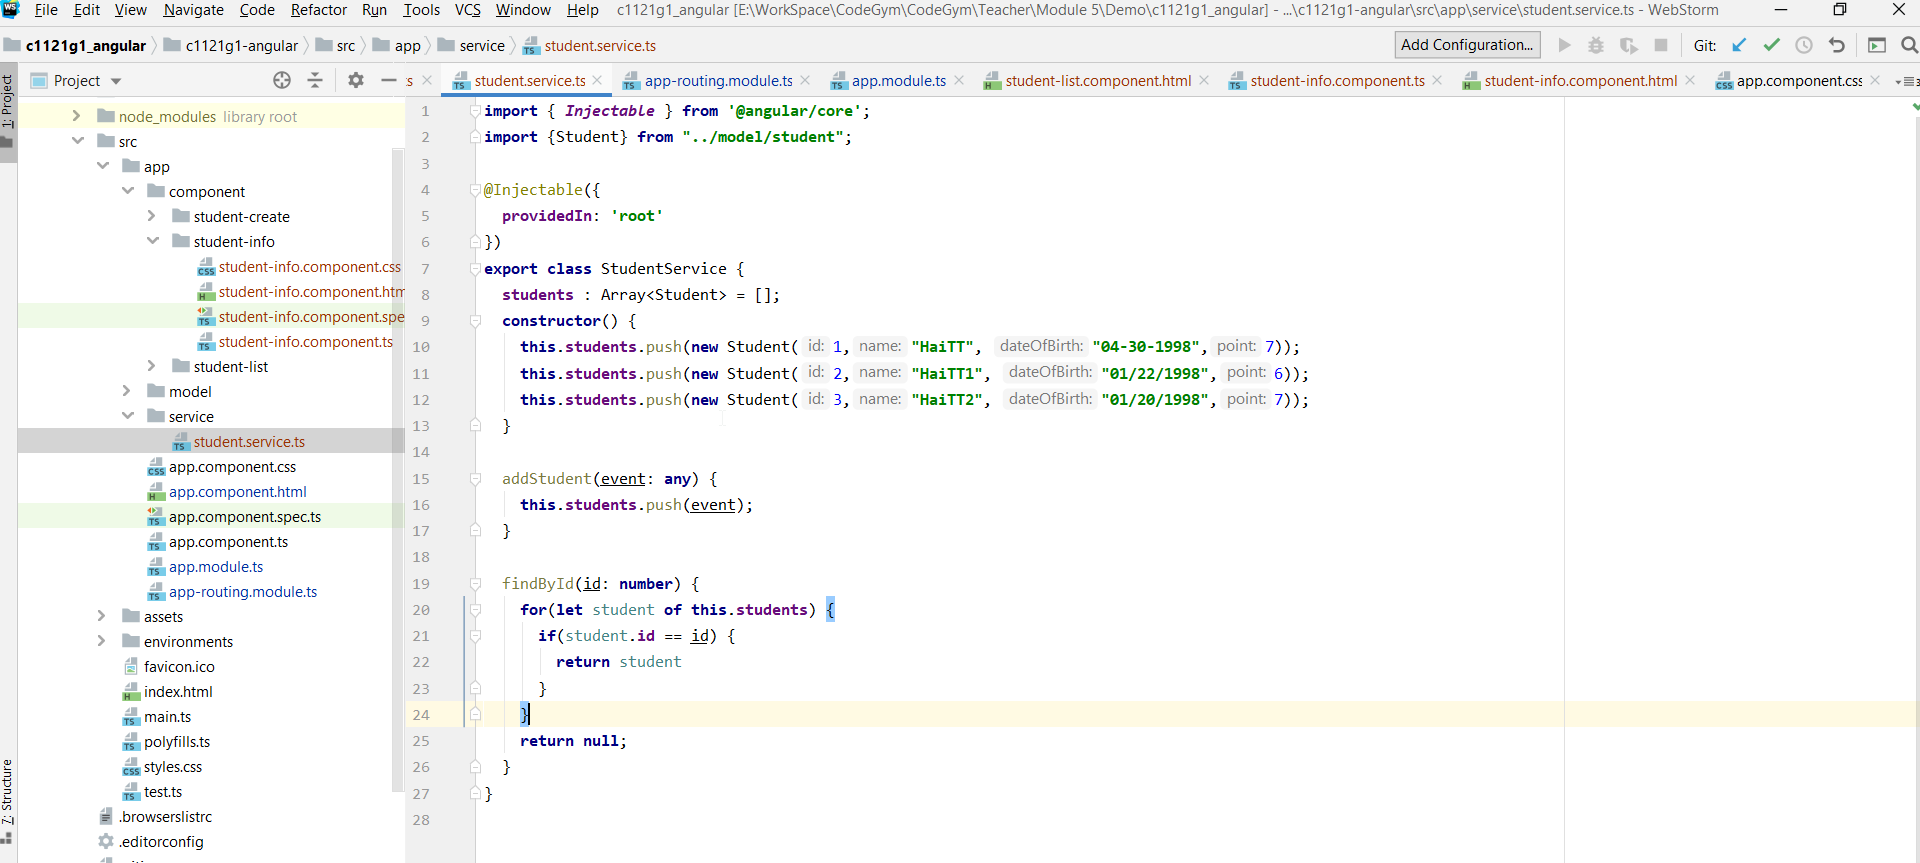 WS File Edit View Navigate Code Refactor Run Tools VCS Window Help c1121g1_angular [E:\WorkSpace\CodeGym\CodeGym\Teacher\Module 5\Demo\c1121g1_angular] - ...\c1121g1-angular\src\app\service\student.service.ts - WebStorm
c1121g1_angular c1121g1-angular src app service student.service.ts Add Configuration... Git:
Project student.service.ts app-routing.module.ts app.module.ts student-list.component.html student-info.component.ts student-info.component.html app.component.css
1: Project
7: Structure
node_modules library root
src
app
component
student-create
student-info
student-info.component.css
student-info.component.htm
student-info.component.spe
student-info.component.ts
student-list
model
service
student.service.ts
app.component.css
app.component.html
app.component.spec.ts
app.component.ts
app.module.ts
app-routing.module.ts
assets
environments
favicon.ico
index.html
main.ts
polyfills.ts
styles.css
test.ts
.browserslistrc
.editorconfig
1 import { Injectable } from '@angular/core';
2 import {Student} from "../model/student";
3
4 @Injectable({
5 providedIn: 'root'
6 })
7 export class StudentService {
8 students : Array<Student> = [];
9 constructor() {
10 this.students.push(new Student( id: 1, name: "HaiTT", dateOfBirth: "04-30-1998", point: 7));
11 this.students.push(new Student( id: 2, name: "HaiTT1", dateOfBirth: "01/22/1998", point: 6));
12 this.students.push(new Student( id: 3, name: "HaiTT2", dateOfBirth: "01/20/1998", point: 7));
13 }
14
15 addStudent(event: any) {
16 this.students.push(event);
17 }
18
19 findById(id: number) {
20 for(let student of this.students) {
21 if(student.id == id) {
22 return student
23 }
24 }
25 return null;
26 }
27 }
28